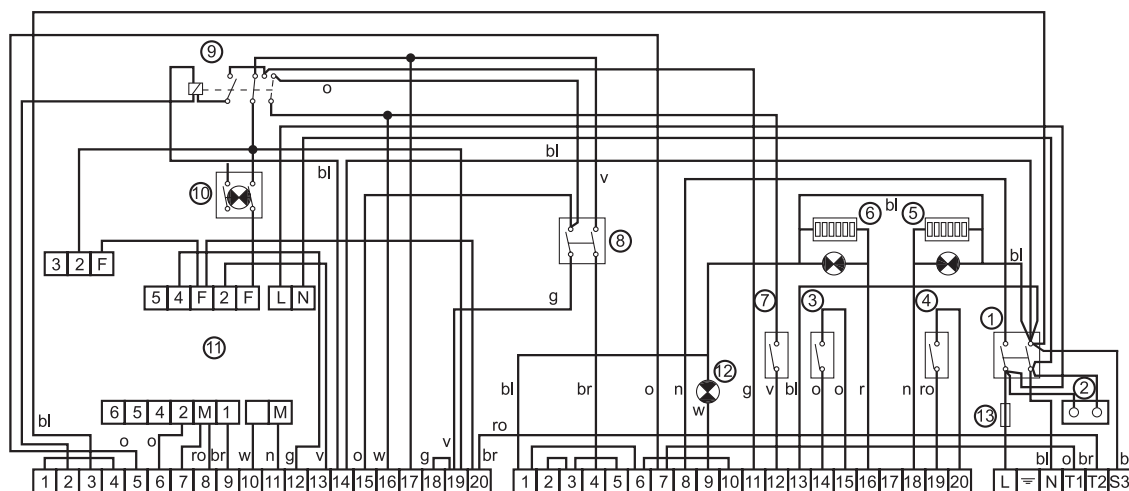 9
o
bl
bl
v
10
6
bl
5
8
3 2 F
bl
g
5 4 F 2 F L N
7 3 4 1
11
12
2
bl br o n g v bl o o r n ro
w
13
6 5 4 2 M 1 M
bl
o o ro br w n g v o w g v br
ro
bl o br b
1 2 3 4 5 6 7 8 9 10 11 12 13 14 15 16 17 18 19 20
1 2 3 4 5 6 7 8 9 10 11 12 13 14 15 16 17 18 19 20
L N T1 T2 S3